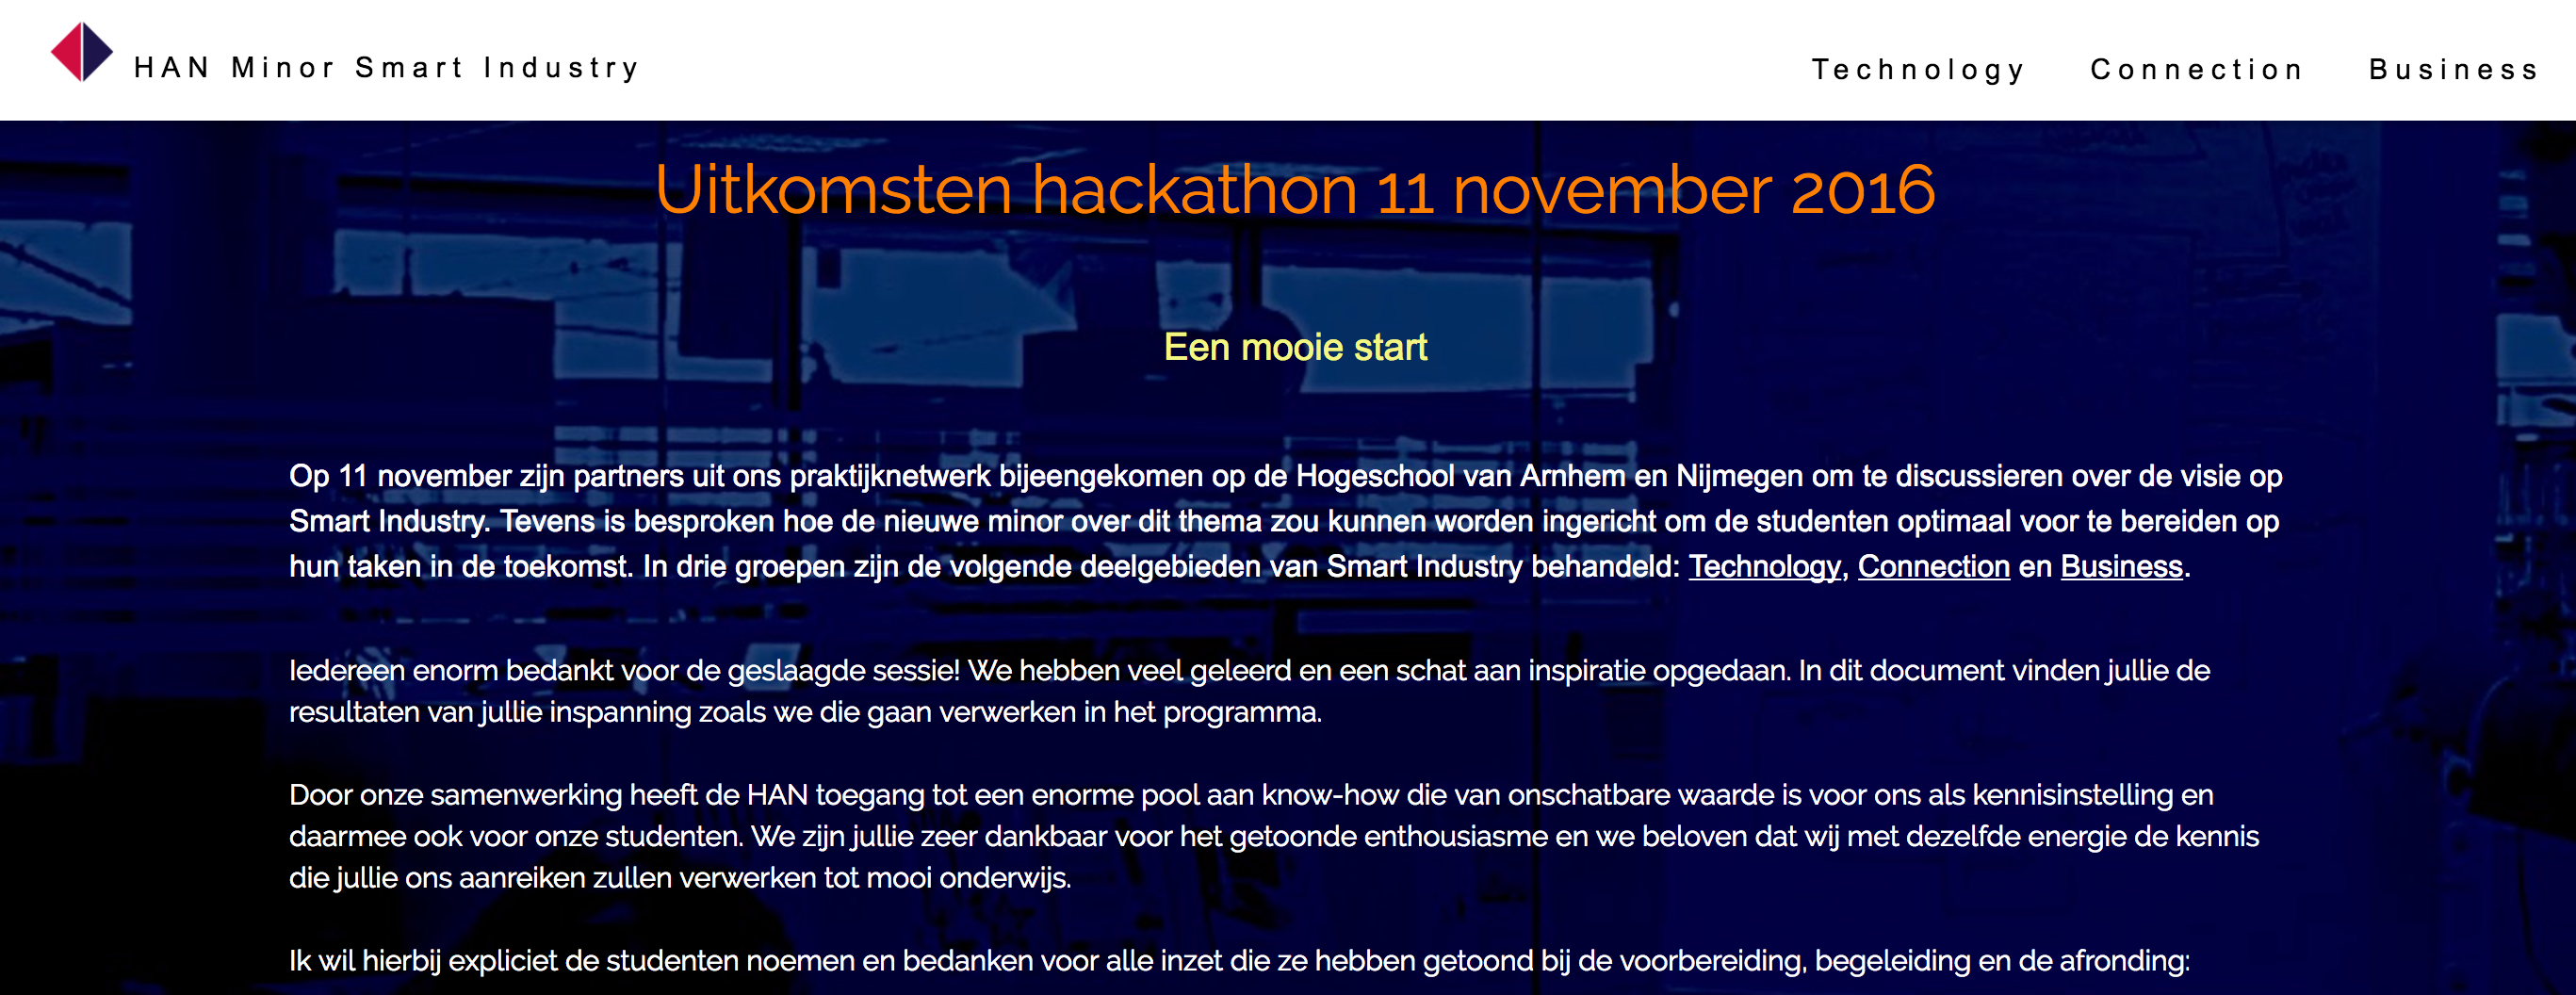 HAN Minor Smart Industry
Technology Connection Business
Uitkomsten hackathon 11 november 2016
Een mooie start
Op 11 november zijn partners uit ons praktijknetwerk bijeengekomen op de Hogeschool van Arnhem en Nijmegen om te discussieren over de visie op
Smart Industry. Tevens is besproken hoe de nieuwe minor over dit thema zou kunnen worden ingericht om de studenten optimaal voor te bereiden op
hun taken in de toekomst. In drie groepen zijn de volgende deelgebieden van Smart Industry behandeld: Technology, Connection en Business.
Iedereen enorm bedankt voor de geslaagde sessie! We hebben veel geleerd en een schat aan inspiratie opgedaan. In dit document vinden jullie de
resultaten van jullie inspanning zoals we die gaan verwerken in het programma.
Door onze samenwerking heeft de HAN toegang tot een enorme pool aan know-how die van onschatbare waarde is voor ons als kennisinstelling en
daarmee ook voor onze studenten. We zijn jullie zeer dankbaar voor het getoonde enthousiasme en we beloven dat wij met dezelfde energie de kennis
die jullie ons aanreiken zullen verwerken tot mooi onderwijs.
Ik wil hierbij expliciet de studenten noemen en bedanken voor alle inzet die ze hebben getoond bij de voorbereiding, begeleiding en de afronding: